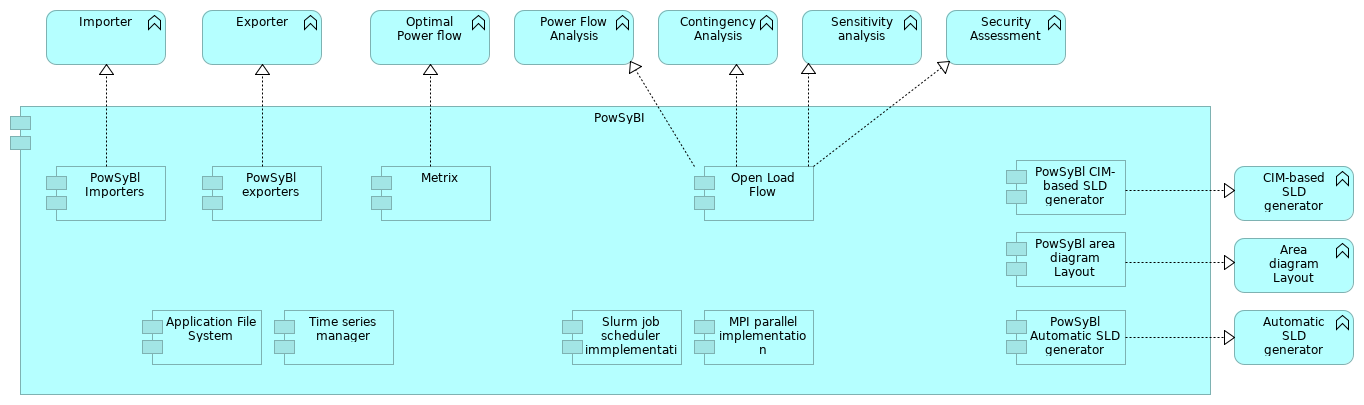 Importer
Exporter
Optimal
Power flow
Power Flow
Analysis
Contingency
Analysis
Sensitivity
analysis
Security
Assessment
PowSyBl
PowSyBl
Importers
PowSyBl
exporters
Metrix
Open Load
Flow
PowSyBl CIM-
based SLD
generator
CIM-based
SLD
generator
PowSyBl area
diagram
Layout
Area
diagram
Layout
Application File
System
Time series
manager
Slurm job
scheduler
immplementati
MPI parallel
implementatio
n
PowSyBl
Automatic SLD
generator
Automatic
SLD
generator